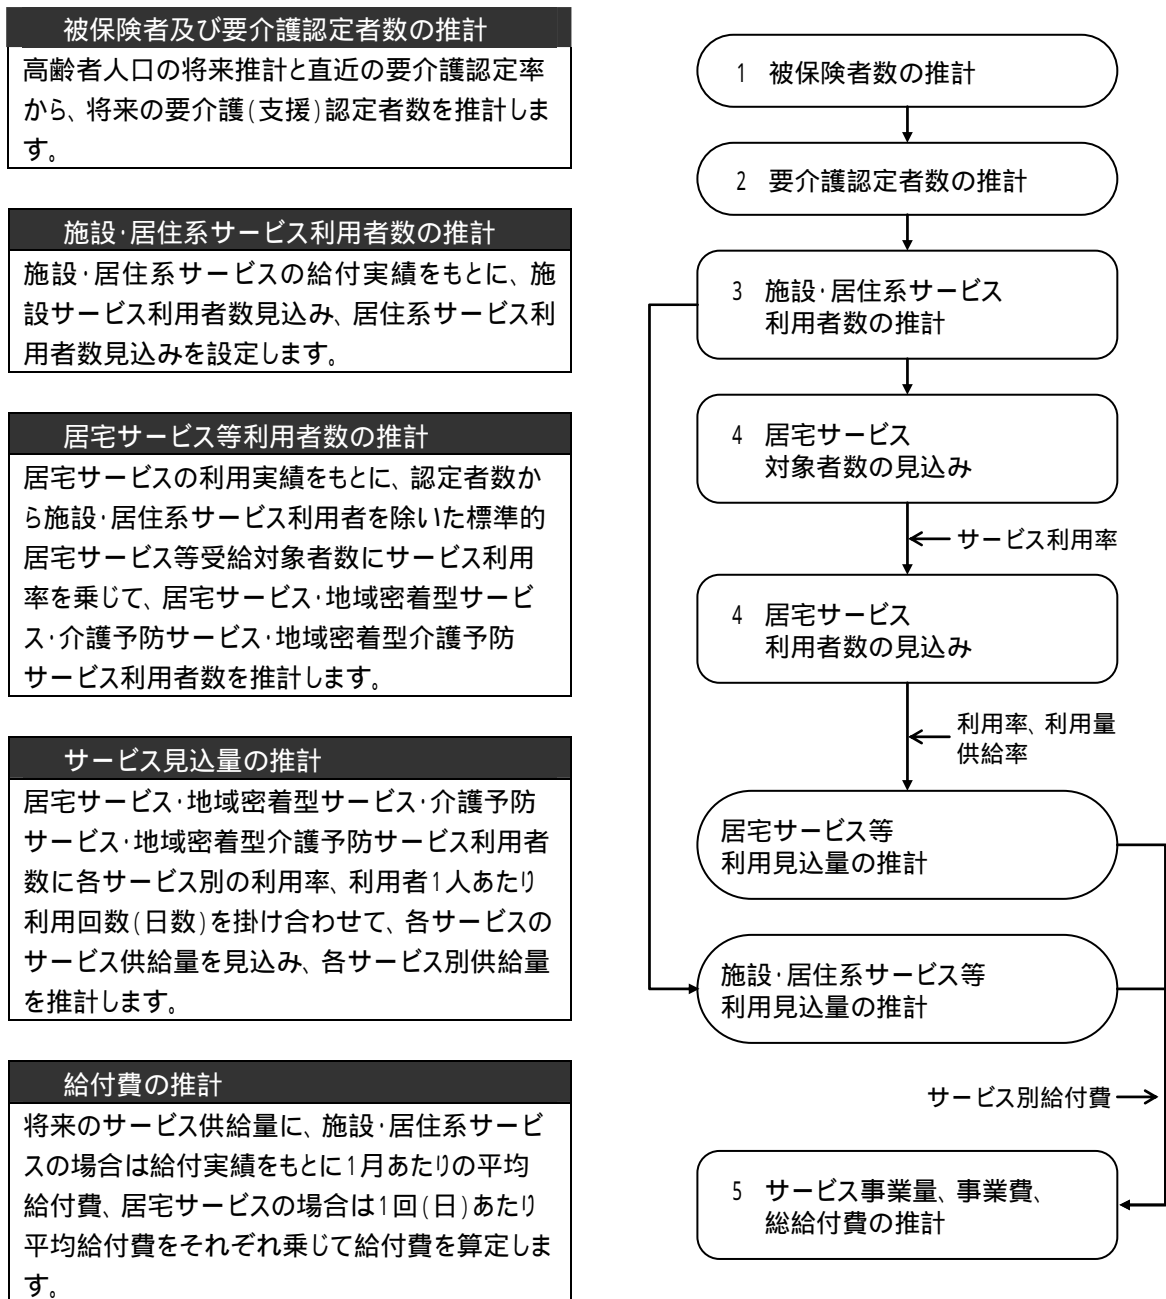 被保険者及び要介護認定者数の推計
高齢者人口の将来推計と直近の要介護認定率
から、将来の要介護(支援)認定者数を推計しま
す。
施設・居住系サービス利用者数の推計
施設・居住系サービスの給付実績をもとに、施
設サービス利用者数見込み、居住系サービス利
用者数見込みを設定します。
居宅サービス等利用者数の推計
居宅サービスの利用実績をもとに、認定者数か
ら施設・居住系サービス利用者を除いた標準的
居宅サービス等受給対象者数にサービス利用
率を乗じて、居宅サービス・地域密着型サービ
ス・介護予防サービス・地域密着型介護予防
サービス利用者数を推計します。
サービス見込量の推計
居宅サービス・地域密着型サービス・介護予防
サービス・地域密着型介護予防サービス利用者
数に各サービス別の利用率、利用者1人あたり
利用回数(日数)を掛け合わせて、各サービスの
サービス供給量を見込み、各サービス別供給量
を推計します。
給付費の推計
将来のサービス供給量に、施設・居住系サービ
スの場合は給付実績をもとに1月あたりの平均
給付費、居宅サービスの場合は1回(日)あたり
平均給付費をそれぞれ乗じて給付費を算定しま
す。
1 被保険者数の推計
2 要介護認定者数の推計
3 施設・居住系サービス
利用者数の推計
4 居宅サービス
対象者数の見込み
サービス利用率
4 居宅サービス
利用者数の見込み
利用率、利用量
供給率
居宅サービス等
利用見込量の推計
施設・居住系サービス等
利用見込量の推計
サービス別給付費
5 サービス事業量、事業費、
総給付費の推計